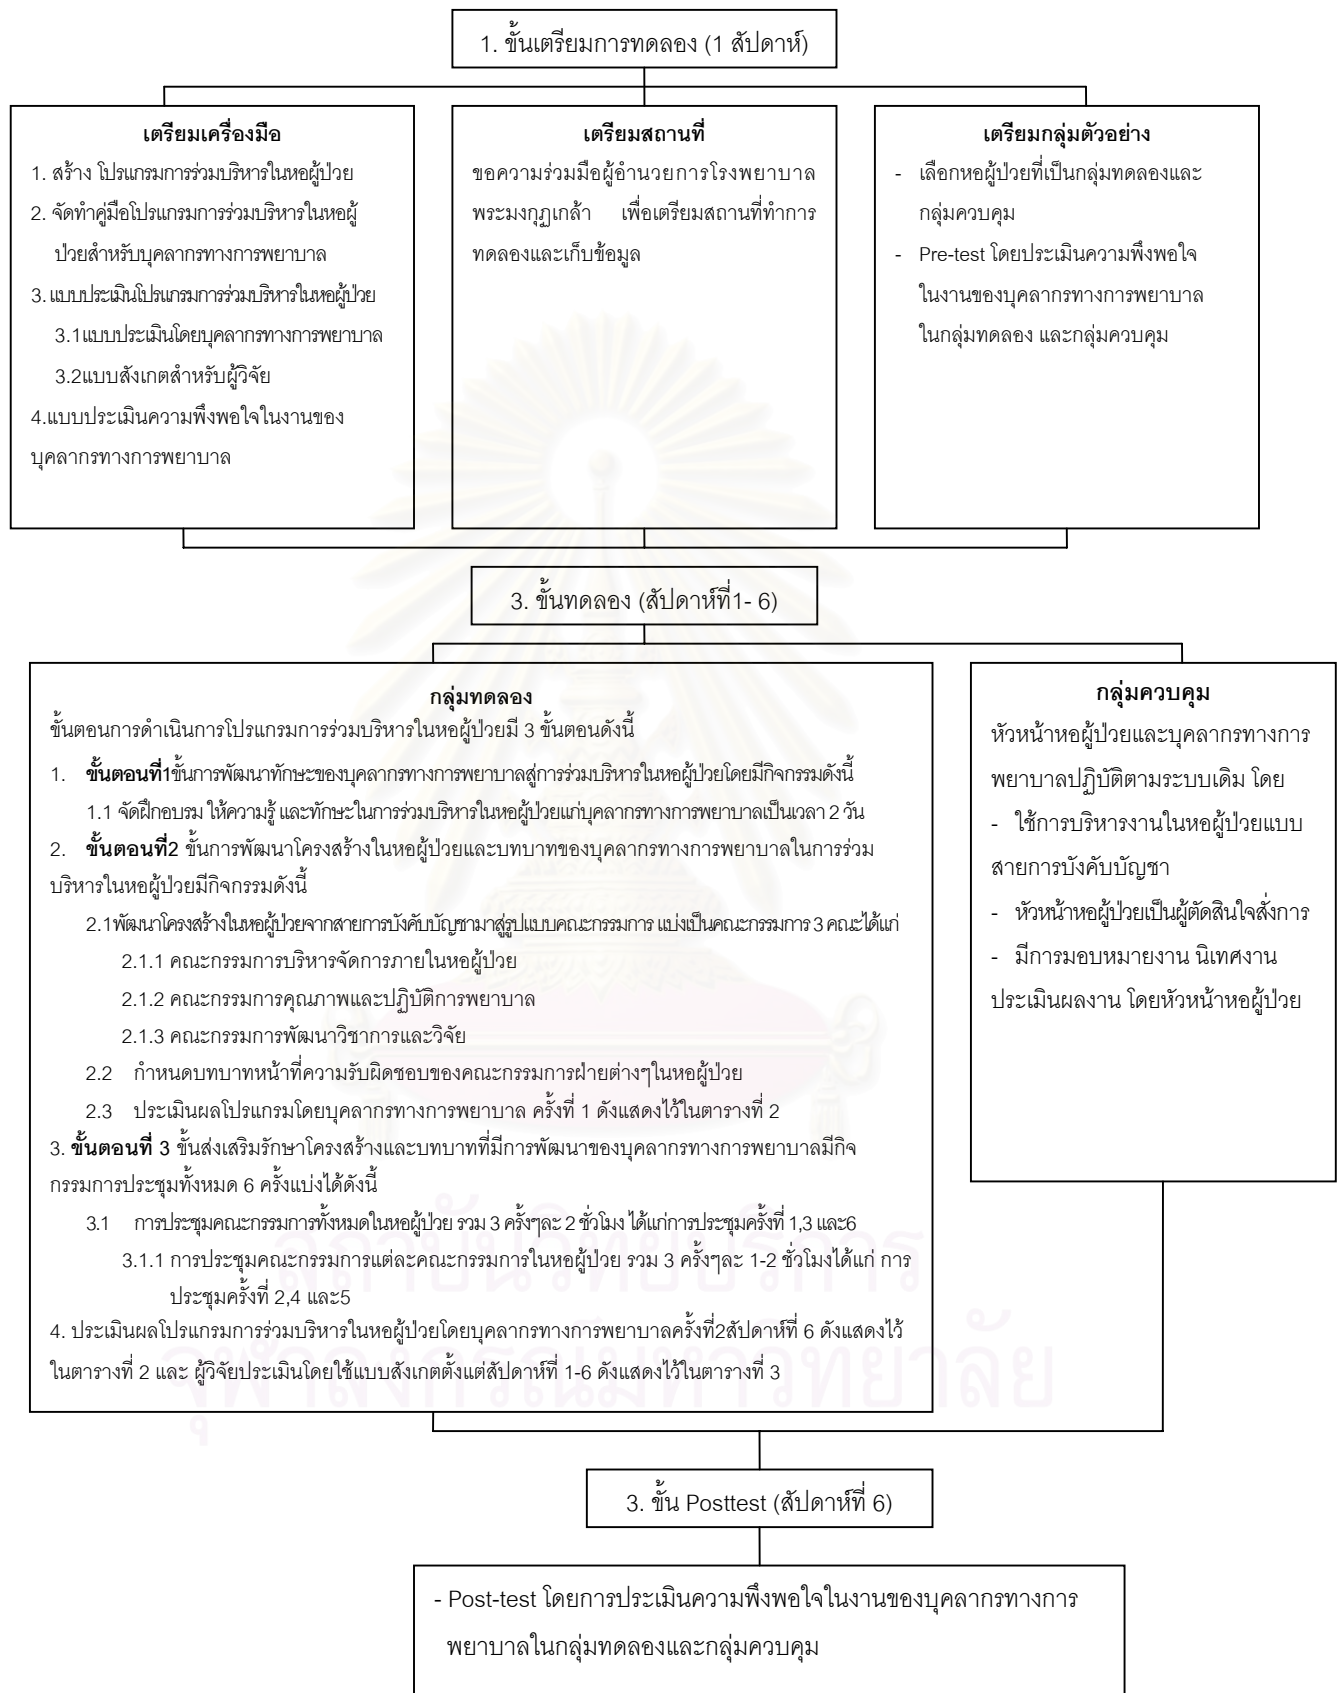 1. ขั้นเตรียมการทดลอง (1 สัปดาห์)
เตรียมเครื่องมือ
1. สร้าง โปรแกรมการร่วมบริหารในหอผู้ป่วย
2. จัดทำคู่มือโปรแกรมการร่วมบริหารในหอผู้
ป่วยสำหรับบุคลากรทางการพยาบาล
3. แบบประเมินโปรแกรมการร่วมบริหารในหอผู้ป่วย
3.1แบบประเมินโดยบุคลากรทางการพยาบาล
3.2แบบสังเกตสำหรับผู้วิจัย
4.แบบประเมินความพึงพอใจในงานของ
บุคลากรทางการพยาบาล
เตรียมสถานที่
ขอความร่วมมือผู้อำนวยการโรงพยาบาล
พระมงกุฎเกล้า เพื่อเตรียมสถานที่ทำการ
ทดลองและเก็บข้อมูล
เตรียมกลุ่มตัวอย่าง
- เลือกหอผู้ป่วยที่เป็นกลุ่มทดลองและ
กลุ่มควบคุม
- Pre-test โดยประเมินความพึงพอใจ
ในงานของบุคลากรทางการพยาบาล
ในกลุ่มทดลอง และกลุ่มควบคุม
3. ขั้นทดลอง (สัปดาห์ที่1- 6)
กลุ่มทดลอง
ขั้นตอนการดำเนินการโปรแกรมการร่วมบริหารในหอผู้ป่วยมี 3 ขั้นตอนดังนี้
1. ขั้นตอนที่1ขั้นการพัฒนาทักษะของบุคลากรทางการพยาบาลสู่การร่วมบริหารในหอผู้ป่วยโดยมีกิจกรรมดังนี้
1.1 จัดฝึกอบรม ให้ความรู้ และทักษะในการร่วมบริหารในหอผู้ป่วยแก่บุคลากรทางการพยาบาลเป็นเวลา 2 วัน
2. ขั้นตอนที่2 ขั้นการพัฒนาโครงสร้างในหอผู้ป่วยและบทบาทของบุคลากรทางการพยาบาลในการร่วม
บริหารในหอผู้ป่วยมีกิจกรรมดังนี้
2.1พัฒนาโครงสร้างในหอผู้ป่วยจากสายการบังคับบัญชามาสู่รูปแบบคณะกรรมการ แบ่งเป็นคณะกรรมการ 3 คณะได้แก่
2.1.1 คณะกรรมการบริหารจัดการภายในหอผู้ป่วย
2.1.2 คณะกรรมการคุณภาพและปฏิบัติการพยาบาล
2.1.3 คณะกรรมการพัฒนาวิชาการและวิจัย
2.2 กำหนดบทบาทหน้าที่ความรับผิดชอบของคณะกรรมการฝ่ายต่างๆในหอผู้ป่วย
2.3 ประเมินผลโปรแกรมโดยบุคลากรทางการพยาบาล ครั้งที่ 1 ดังแสดงไว้ในตารางที่ 2
3. ขั้นตอนที่ 3 ขั้นส่งเสริมรักษาโครงสร้างและบทบาทที่มีการพัฒนาของบุคลากรทางการพยาบาลมีกิจ
กรรมการประชุมทั้งหมด 6 ครั้งแบ่งได้ดังนี้
3.1 การประชุมคณะกรรมการทั้งหมดในหอผู้ป่วย รวม 3 ครั้งๆละ 2 ชั่วโมง ได้แก่การประชุมครั้งที่ 1,3 และ6
3.1.1 การประชุมคณะกรรมการแต่ละคณะกรรมการในหอผู้ป่วย รวม 3 ครั้งๆละ 1-2 ชั่วโมงได้แก่ การ
ประชุมครั้งที่ 2,4 และ5
4. ประเมินผลโปรแกรมการร่วมบริหารในหอผู้ป่วยโดยบุคลากรทางการพยาบาลครั้งที่2สัปดาห์ที่ 6 ดังแสดงไว้
ในตารางที่ 2 และ ผู้วิจัยประเมินโดยใช้แบบสังเกตตั้งแต่สัปดาห์ที่ 1-6 ดังแสดงไว้ในตารางที่ 3
กลุ่มควบคุม
หัวหน้าหอผู้ป่วยและบุคลากรทางการ
พยาบาลปฏิบัติตามระบบเดิม โดย
- ใช้การบริหารงานในหอผู้ป่วยแบบ
สายการบังคับบัญชา
- หัวหน้าหอผู้ป่วยเป็นผู้ตัดสินใจสั่งการ
- มีการมอบหมายงาน นิเทศงาน
ประเมินผลงาน โดยหัวหน้าหอผู้ป่วย
สถาบันวิทยบริการ
จุฬาลงกรณ์มหาวิทยาลัย
3. ขั้น Posttest (สัปดาห์ที่ 6)
- Post-test โดยการประเมินความพึงพอใจในงานของบุคลากรทางการ
พยาบาลในกลุ่มทดลองและกลุ่มควบคุม